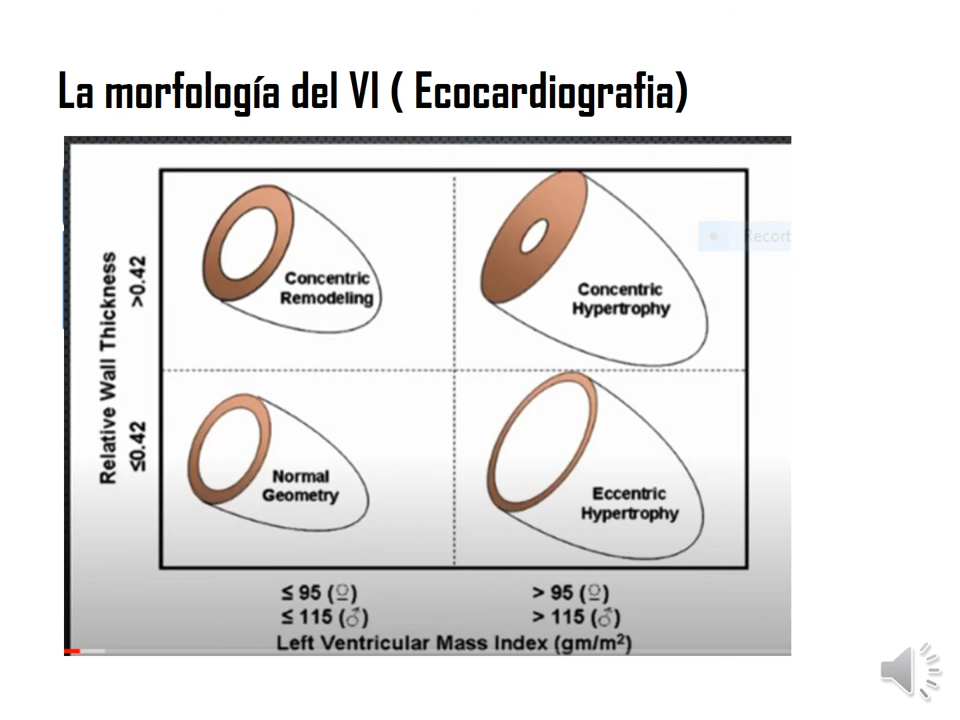 La morfología del VI ( Ecocardiografia)
Recort
Relative Wall Thickness
>0.42
≤0.42
Concentric
Remodeling
Concentric
Hypertrophy
Normal
Geometry
Eccentric
Hypertrophy
≤ 95 (♀)
≤ 115 (♂)
> 95 (♀)
> 115 (♂)
Left Ventricular Mass Index (gm/m²)